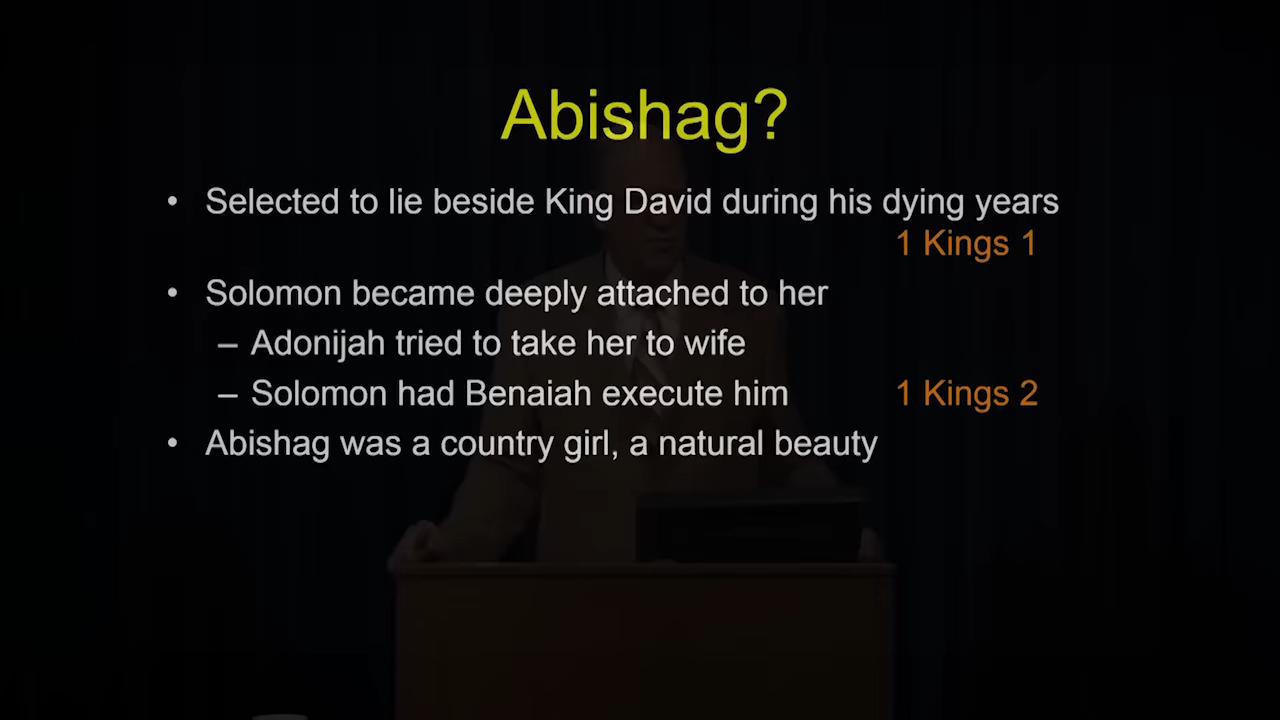 Abishag?
• Selected to lie beside King David during his dying years
1 Kings 1
• Solomon became deeply attached to her
– Adonijah tried to take her to wife
– Solomon had Benaiah execute him 1 Kings 2
• Abishag was a country girl, a natural beauty